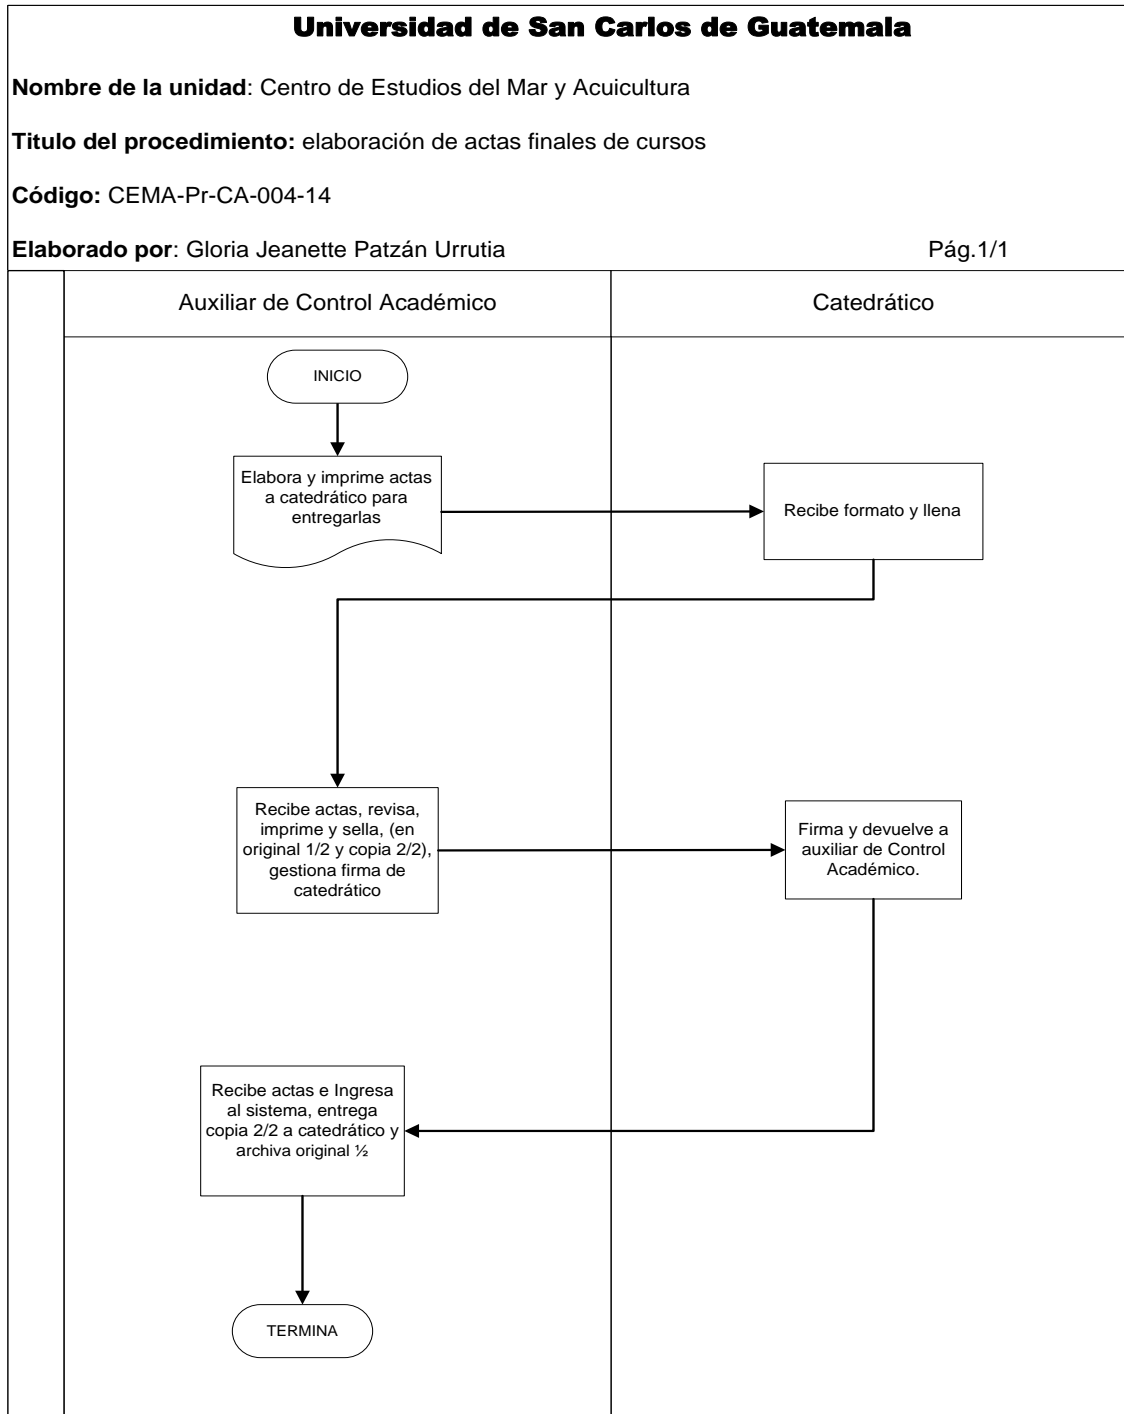 Universidad de San Carlos de Guatemala
Nombre de la unidad: Centro de Estudios del Mar y Acuicultura
Titulo del procedimiento: elaboración de actas finales de cursos
Código: CEMA-Pr-CA-004-14
Elaborado por: Gloria Jeanette Patzán Urrutia Pág.1/1
Auxiliar de Control Académico
Catedrático
INICIO
Elabora y imprime actas
a catedrático para
entregarlas
Recibe formato y llena
Recibe actas, revisa,
imprime y sella, (en
original 1/2 y copia 2/2),
gestiona firma de
catedrático
Firma y devuelve a
auxiliar de Control
Académico.
Recibe actas e Ingresa
al sistema, entrega
copia 2/2 a catedrático y
archiva original ½
TERMINA